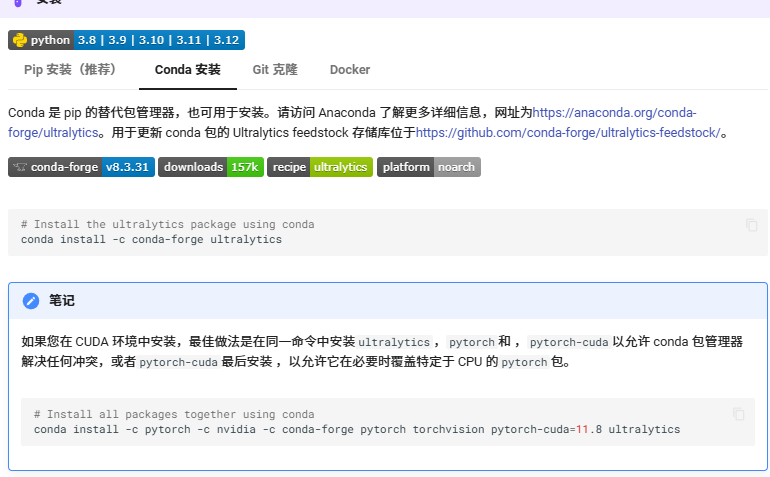 安装
python 3.8 | 3.9 | 3.10 | 3.11 | 3.12
Pip 安装（推荐） Conda 安装 Git 克隆 Docker
Conda 是 pip 的替代包管理器，也可用于安装。请访问 Anaconda 了解更多详细信息，网址为https://anaconda.org/conda-
forge/ultralytics。用于更新 conda 包的 Ultralytics feedstock 存储库位于https://github.com/conda-forge/ultralytics-feedstock/。
conda-forge v8.3.31 downloads 157k recipe ultralytics platform noarch
# Install the ultralytics package using conda
conda install -c conda-forge ultralytics
笔记
如果您在 CUDA 环境中安装，最佳做法是在同一命令中安装 ultralytics ， pytorch 和 ， pytorch-cuda 以允许 conda 包管理器
解决任何冲突，或者 pytorch-cuda 最后安装 ，以允许它在必要时覆盖特定于 CPU 的 pytorch 包。
# Install all packages together using conda
conda install -c pytorch -c nvidia -c conda-forge pytorch torchvision pytorch-cuda=11.8 ultralytics